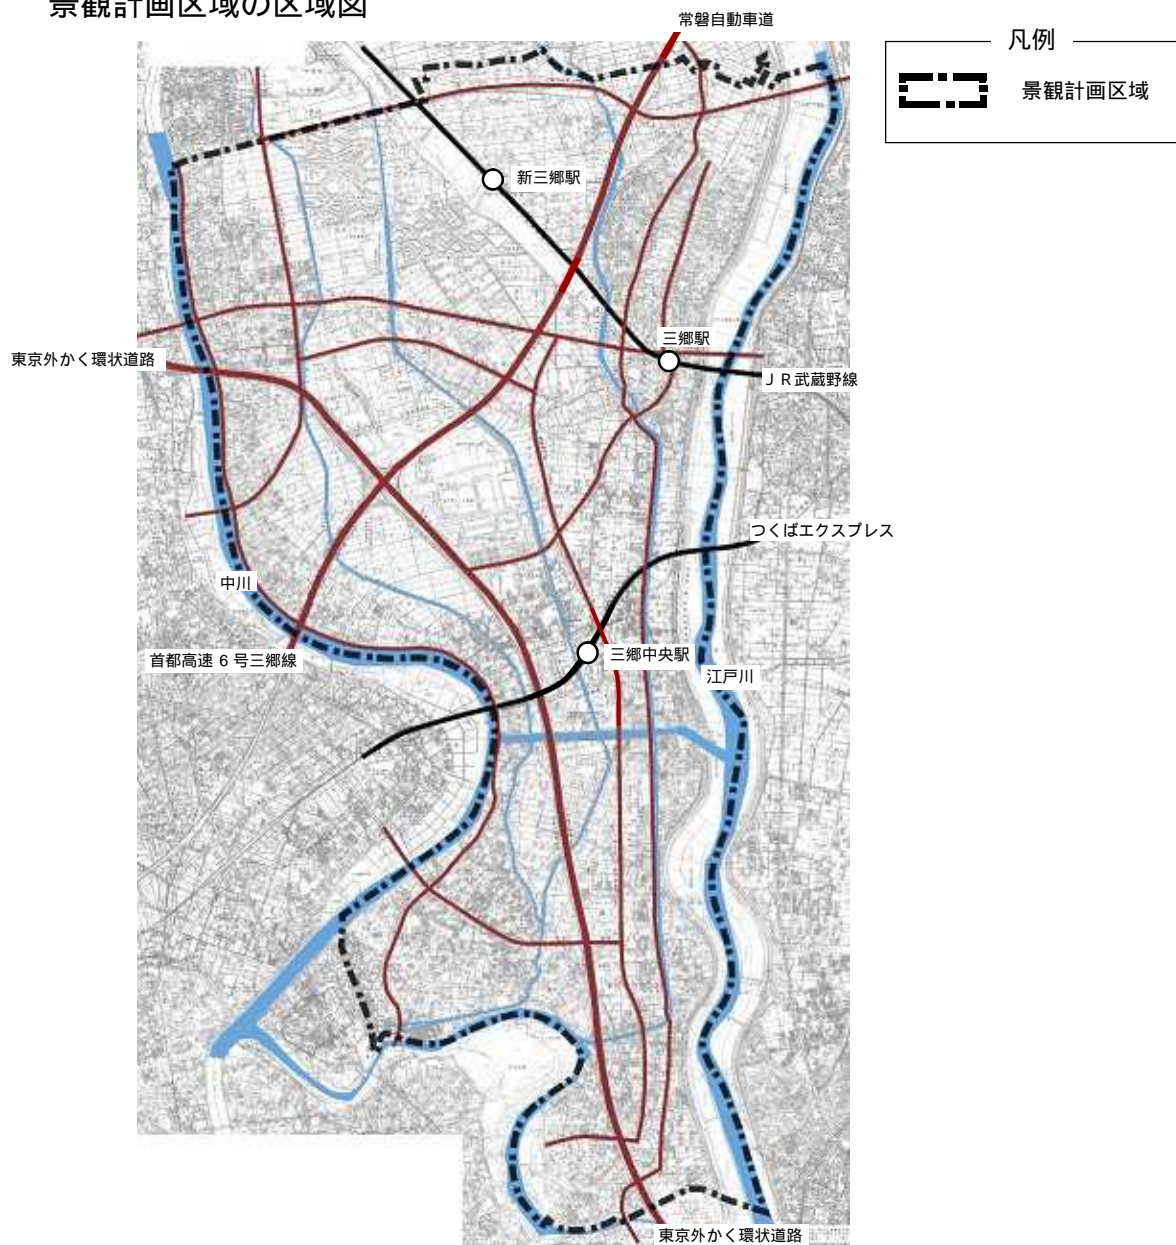 景観計画区域の区域図
常磐自動車道
凡例
景観計画区域
新三郷駅
三郷駅
東京外かく環状道路
ＪＲ武蔵野線
つくばエクスプレス
中川
首都高速 6 号三郷線
三郷中央駅
江戸川
東京外かく環状道路